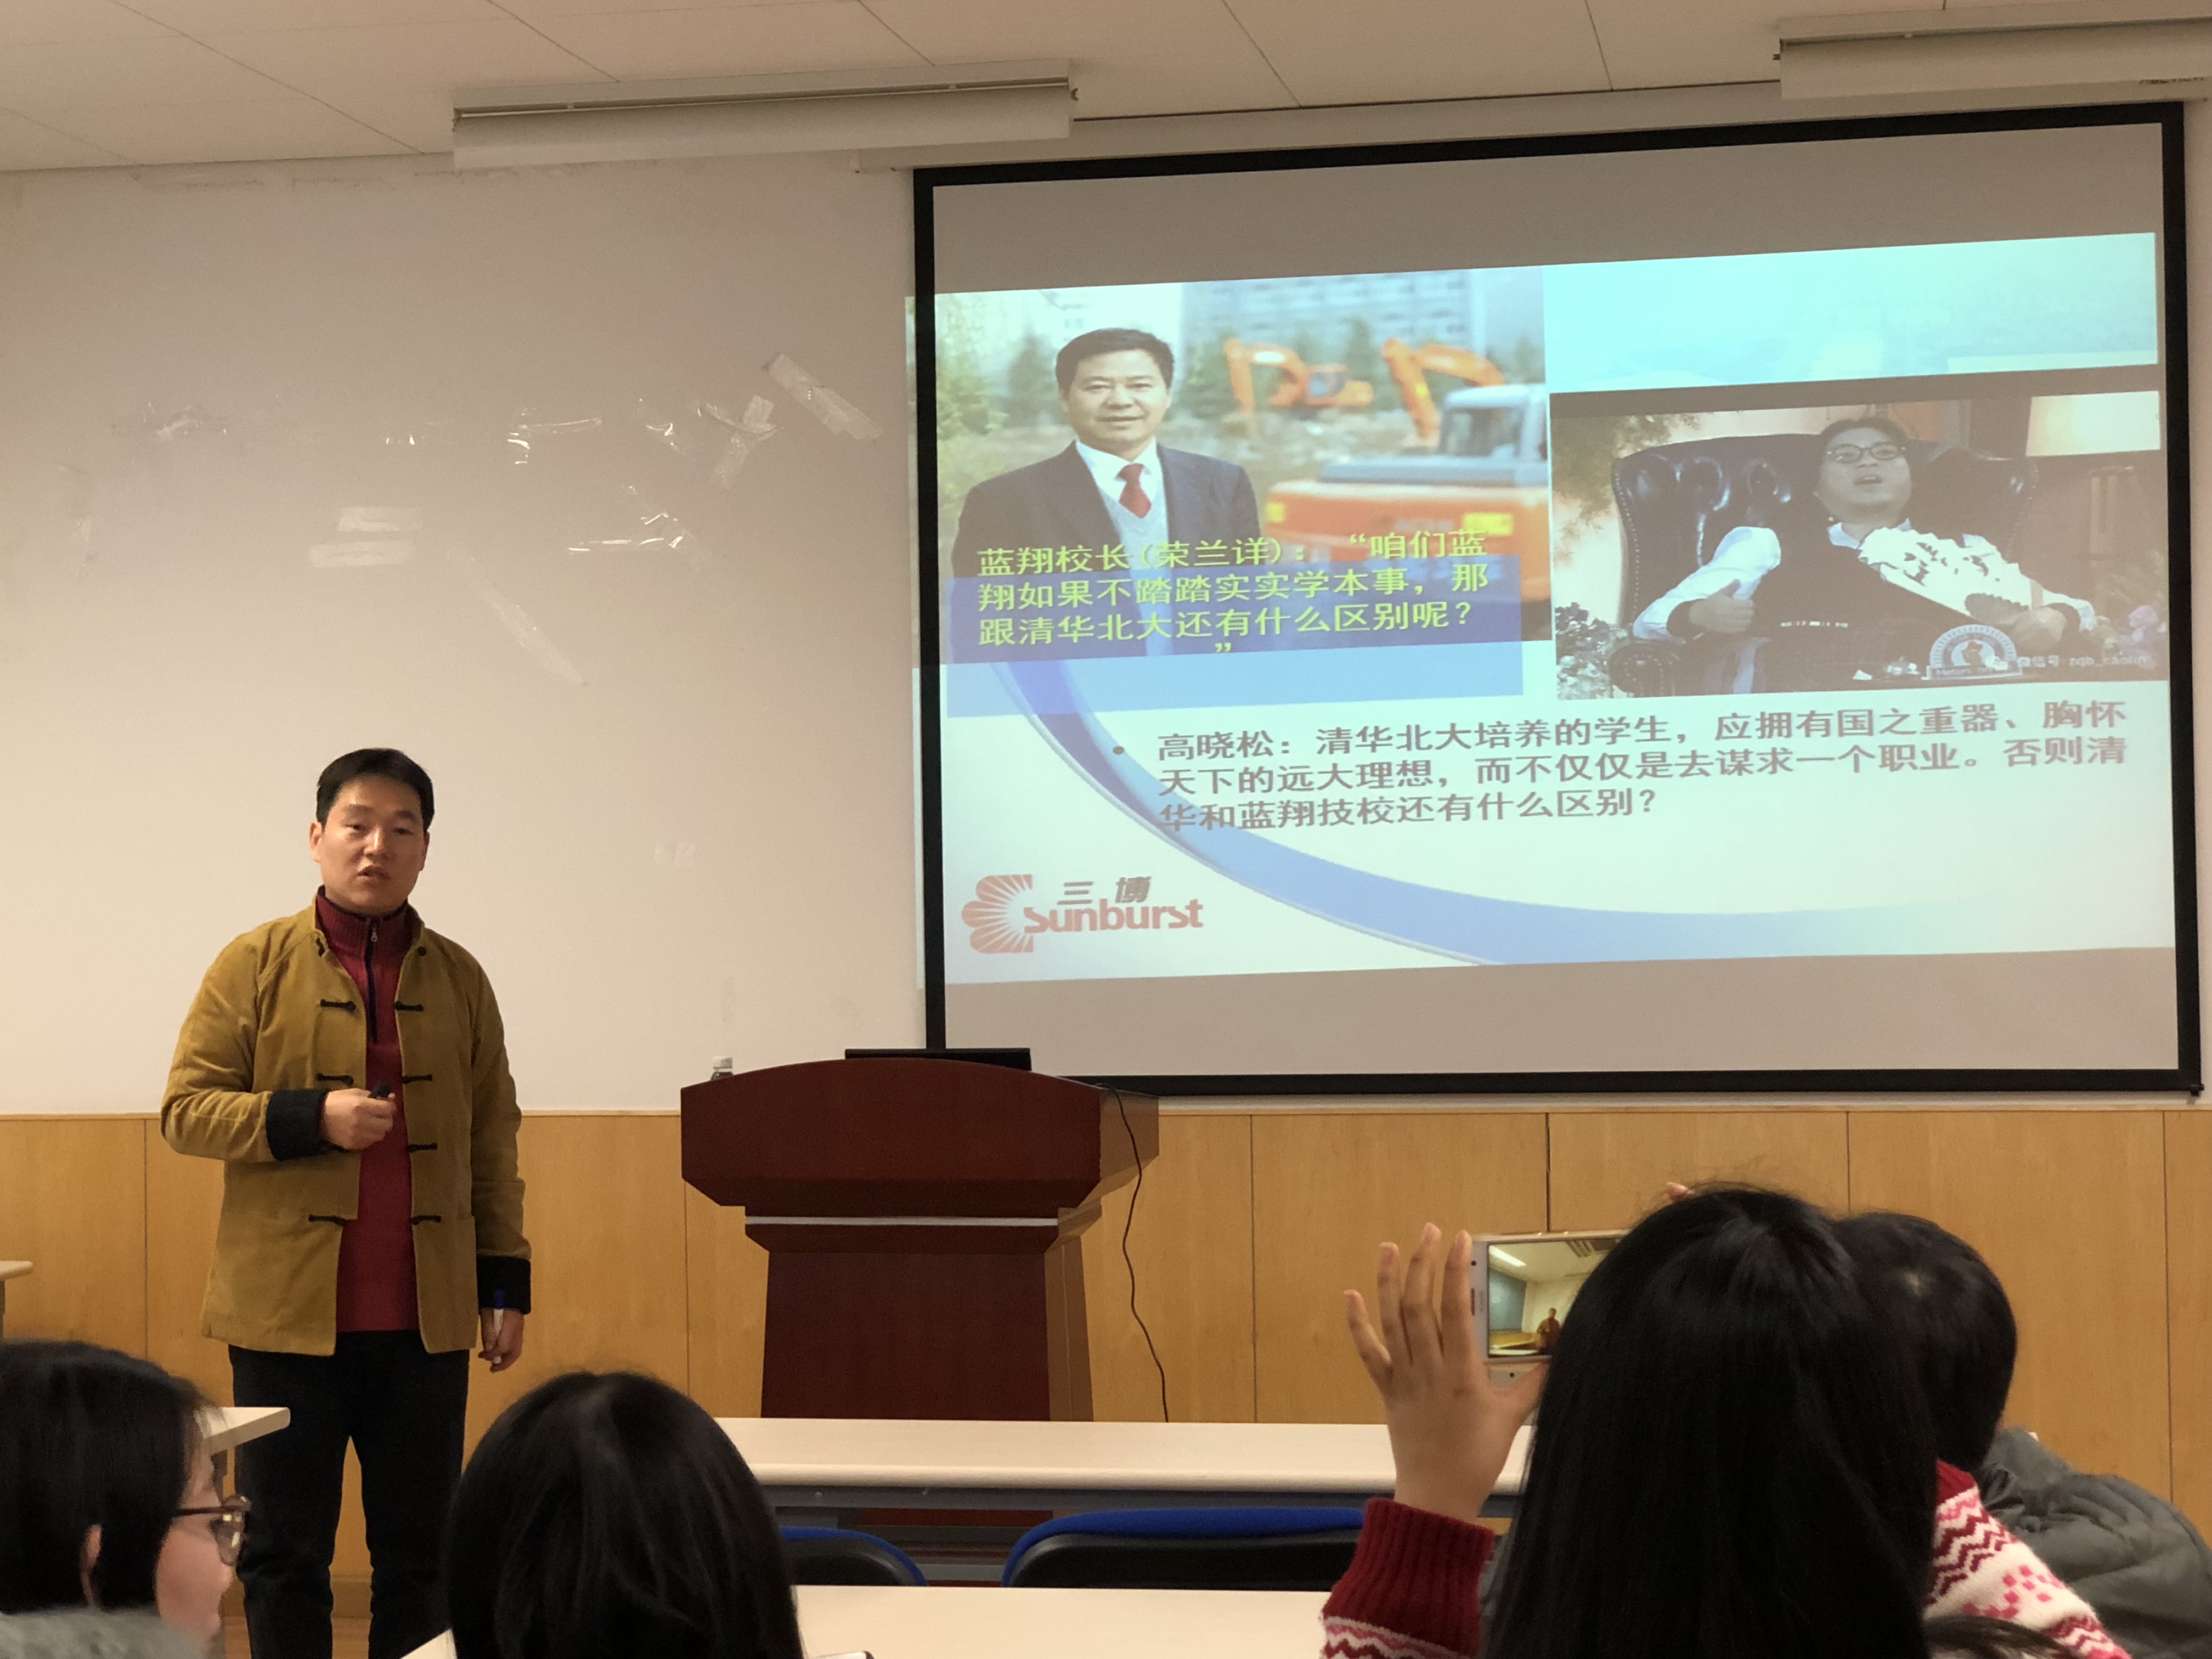 蓝翔校长(荣兰详)：“咱们蓝
翔如果不踏踏实实学本事，那
跟清华北大还有什么区别呢？
”
• 高晓松：清华北大培养的学生，应拥有国之重器、胸怀
天下的远大理想，而不仅仅是去谋求一个职业。否则清
华和蓝翔技校还有什么区别？
三 博
Sunburst